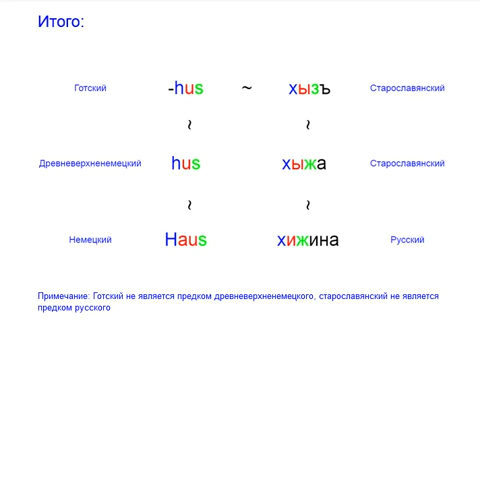 Итого:
Готский -hus ~ хызъ Старославянский
~ ~
Древневерхненемецкий hus хыжа Старославянский
~ ~
Немецкий Haus хижина Русский
Примечание: Готский не является предком древневерхненемецкого, старославянский не является
предком русского